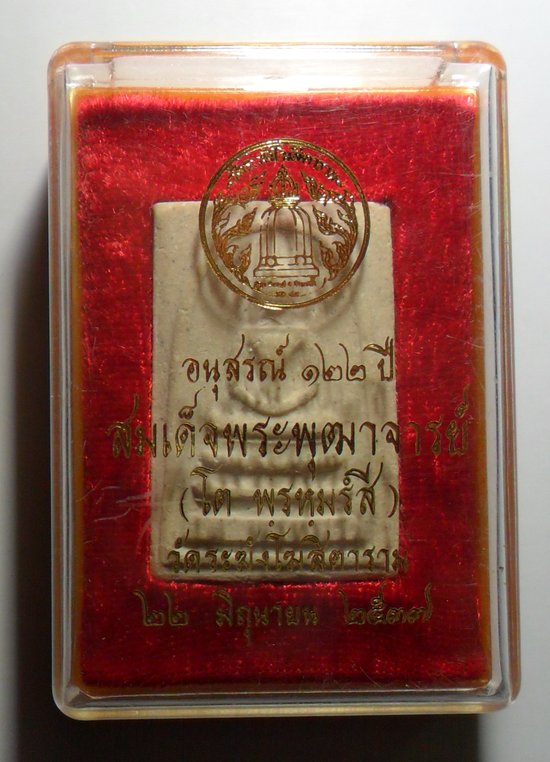 อนุสรณ์ ๑๒๒ ปี
สมเด็จพระพุฒาจารย์
(โต พฺรหฺมรํสี)
วัดระฆังโฆสิตาราม
๒๒ มิถุนายน ๒๕๓๗